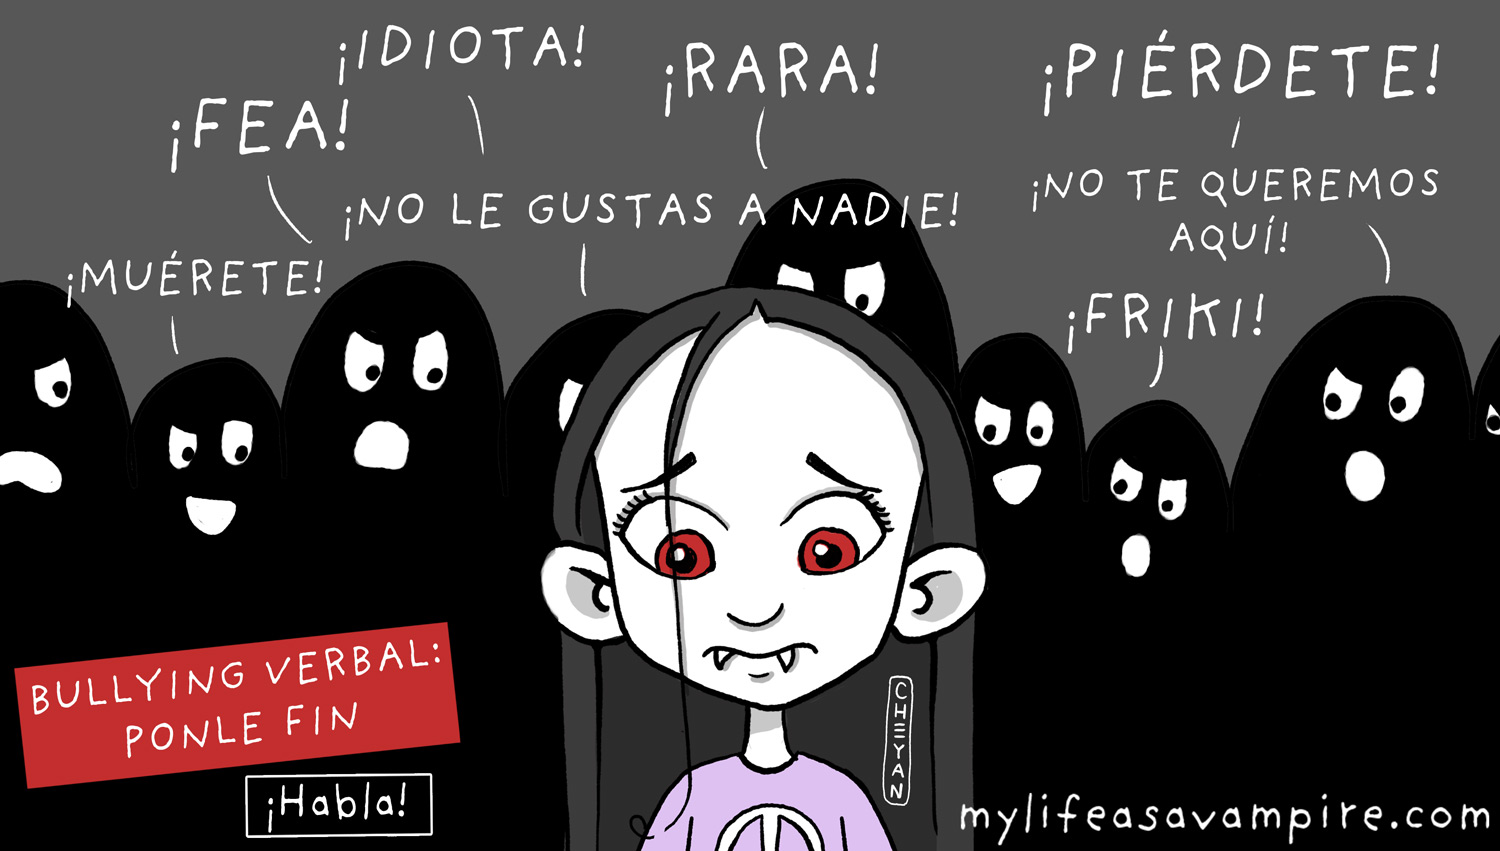 ¡IDIOTA!
¡RARA!
¡PIÉRDETE!
¡FEA!
¡NO LE GUSTAS A NADIE!
¡NO TE QUEREMOS
AQUÍ!
¡MUÉRETE!
¡FRIKI!
BULLYING VERBAL:
PONLE FIN
¡Habla!
CHEYAN
mylifeasavampire.com